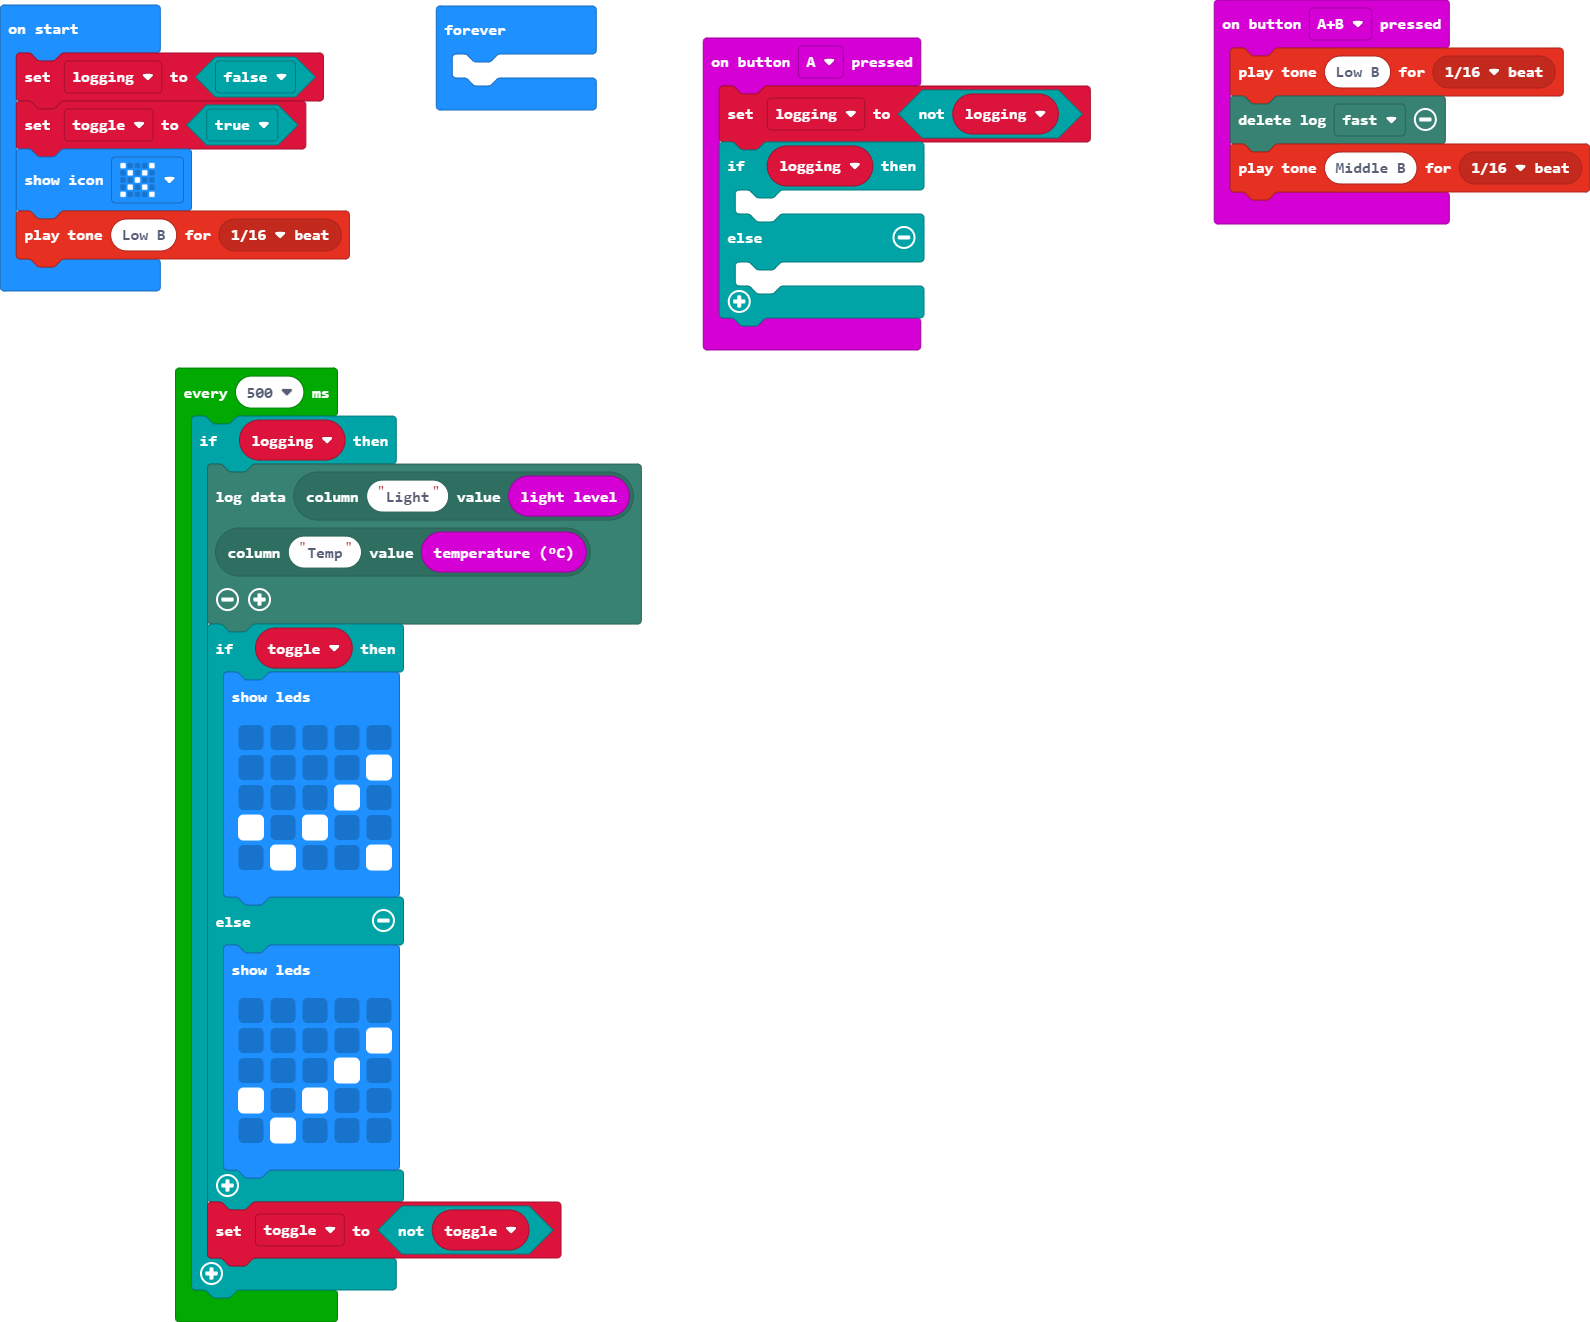 on start
set logging to false
set toggle to true
show icon
play tone Low B for 1/16 beat
forever
on button A pressed
set logging to not logging
if logging then
else
on button A+B pressed
play tone Low B for 1/16 beat
delete log fast
play tone Middle B for 1/16 beat
every 500 ms
if logging then
log data column "Light" value light level
column "Temp" value temperature (ºC)
if toggle then
show leds
else
show leds
set toggle to not toggle